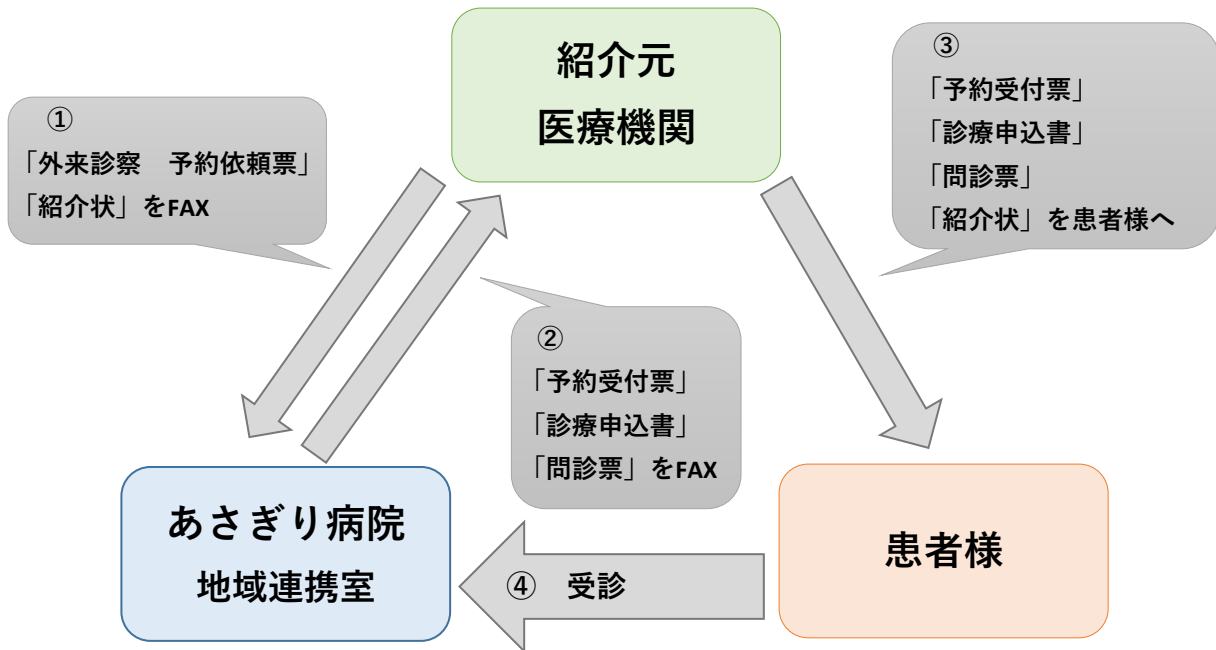 紹介元
医療機関
①
「外来診察　予約依頼票」
「紹介状」をFAX
②
「予約受付票」
「診療申込書」
「問診票」をFAX
③
「予約受付票」
「診療申込書」
「問診票」
「紹介状」を患者様へ
あさぎり病院
地域連携室
④　受診
患者様